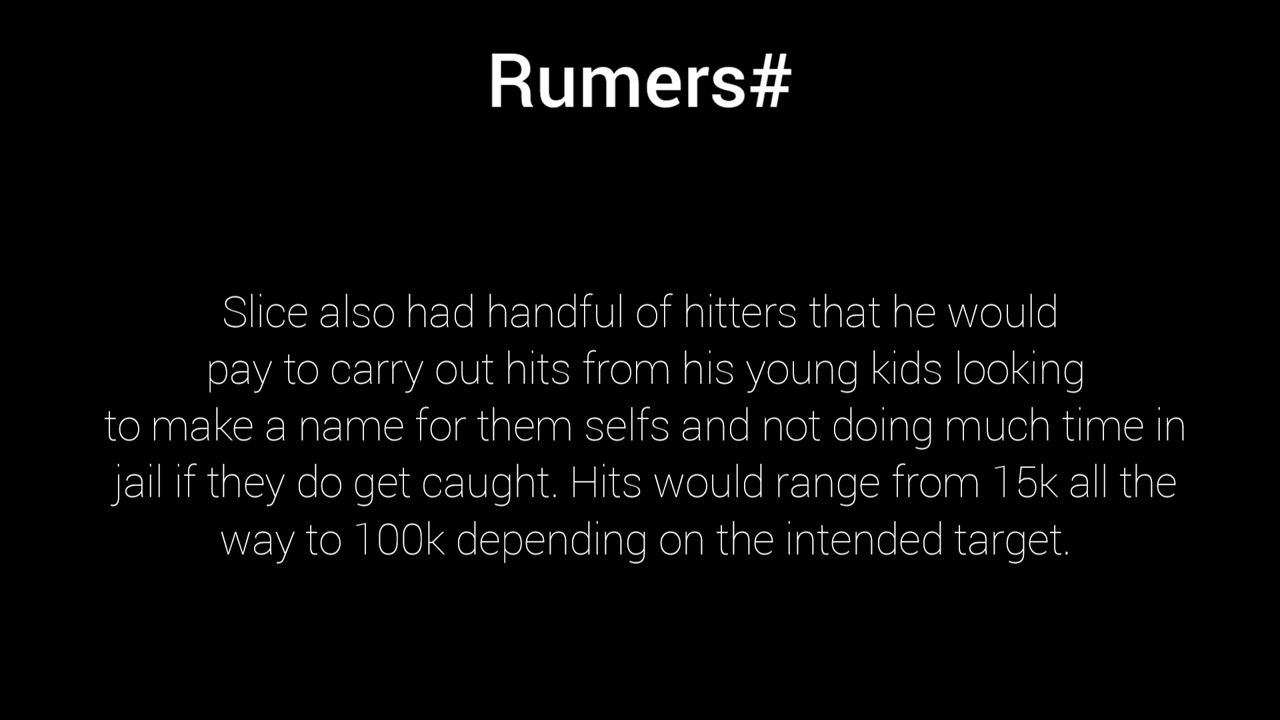 Rumers#
Slice also had handful of hitters that he would
pay to carry out hits from his young kids looking
to make a name for them selfs and not doing much time in
jail if they do get caught. Hits would range from 15k all the
way to 100k depending on the intended target.